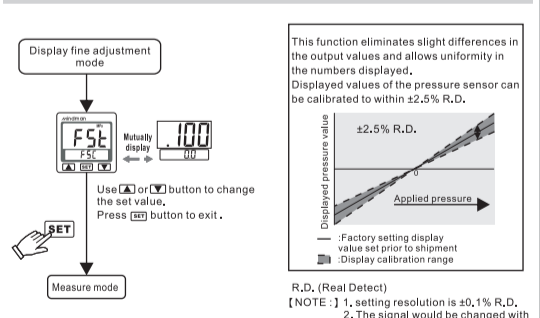 Display fine adjustment
mode
FSt
FSC
SET
Mutually
display
.100
0.0
Use ▲ or ▼ button to change
the set value.
Press SET button to exit.
SET
Measure mode
This function eliminates slight differences in
the output values and allows uniformity in
the numbers displayed.
Displayed values of the pressure sensor can
be calibrated to within ±2.5% R.D.
Displayed pressure value
±2.5% R.D.
0
Applied pressure
:Factory setting display
value set prior to shipment
:Display calibration range
R.D. (Real Detect)
【NOTE :】1. setting resolution is ±0.1% R.D.
2. The signal would be changed with